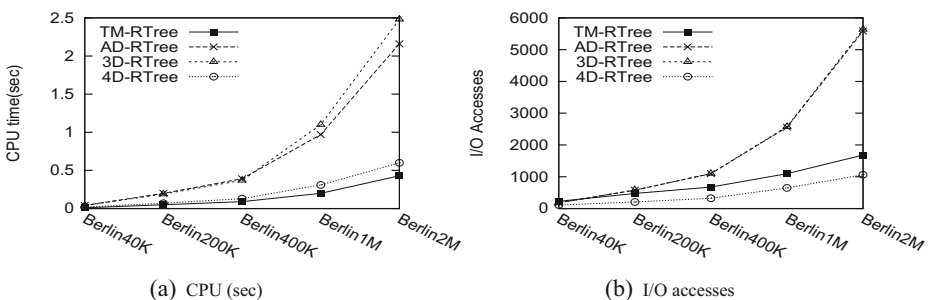 2.5
2
1.5
1
0.5
0
CPU time(sec)
TM-RTree
AD-RTree
3D-RTree
4D-RTree
Berlin40K
Berlin200K
Berlin400K
Berlin1M
Berlin2M
(a) CPU (sec)
6000
5000
4000
3000
2000
1000
0
I/O Accesses
TM-RTree
AD-RTree
3D-RTree
4D-RTree
Berlin40K
Berlin200K
Berlin400K
Berlin1M
Berlin2M
(b) I/O accesses